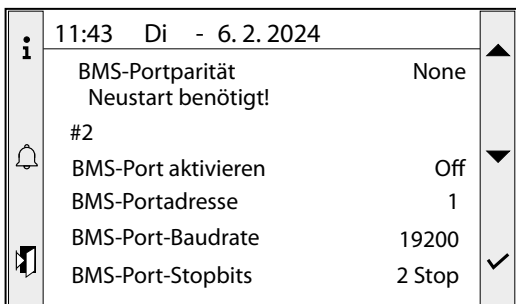 11:43 Di - 6. 2. 2024
BMS-Portparität None
Neustart benötigt!
#2
BMS-Port aktivieren Off
BMS-Portadresse 1
BMS-Port-Baudrate 19200
BMS-Port-Stopbits 2 Stop